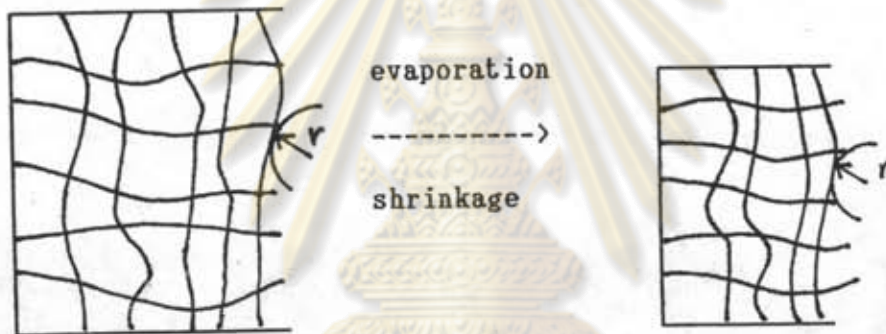 evaporation
r
---------->
shrinkage
r